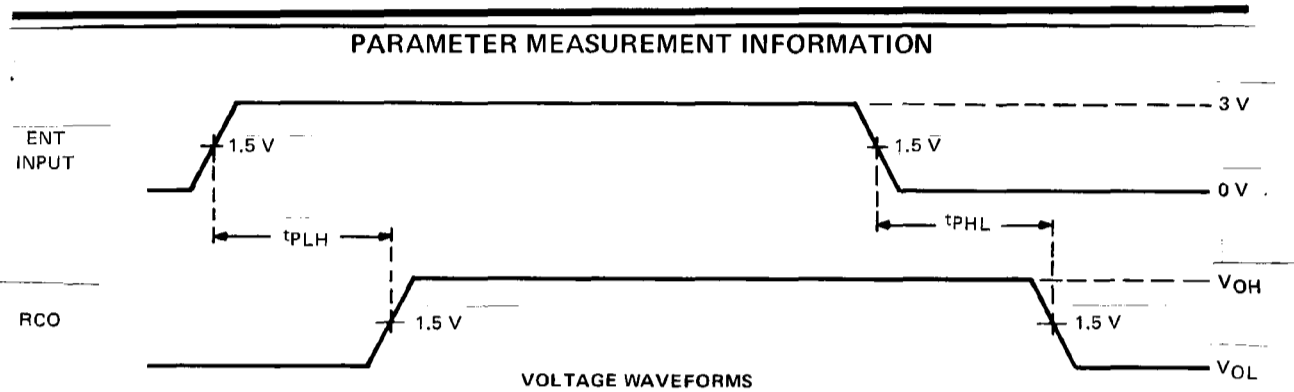 PARAMETER MEASUREMENT INFORMATION
3 V
ENT
INPUT
1.5 V
1.5 V
0 V
tPLH
tPHL
VOH
RCO
1.5 V
1.5 V
VOL
VOLTAGE WAVEFORMS